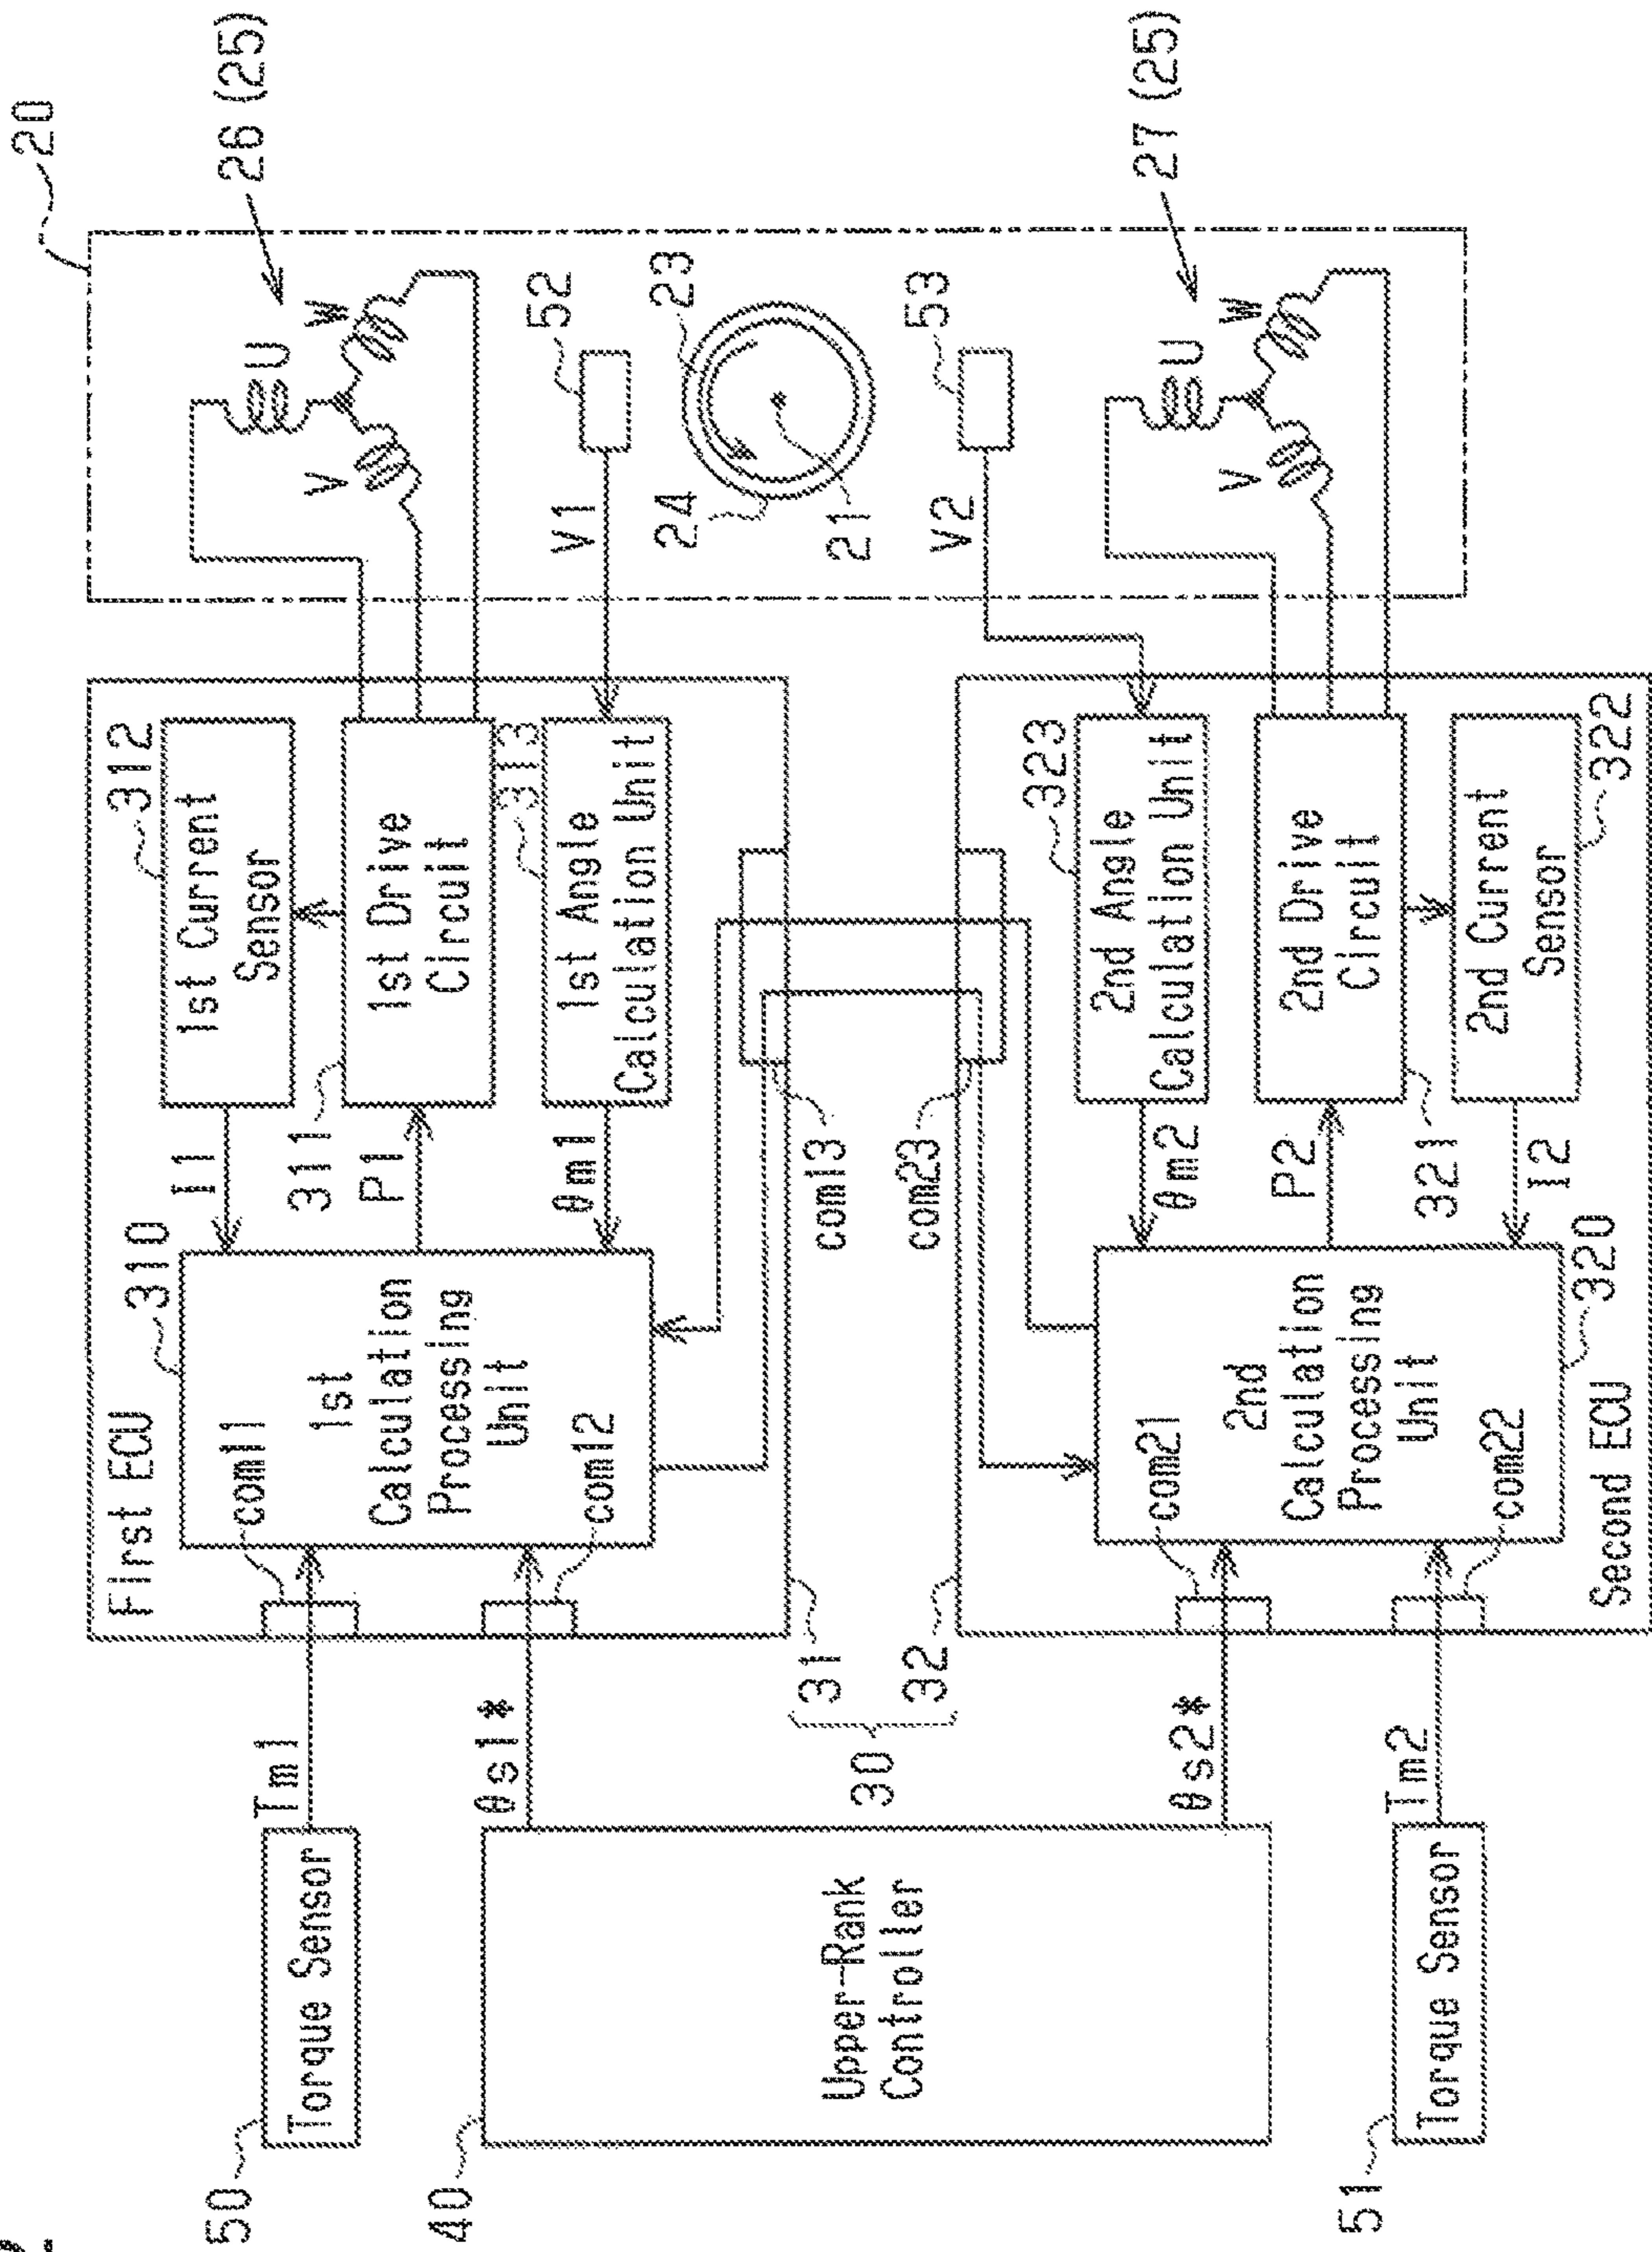 20
26 (25)
U
V
W
52
V1
23
24
21
53
V2
27 (25)
U
V
W
First ECU
310
com11
1st
Calculation
Processing
Unit
com12
I1
311
P1
θm1
312
1st Current
Sensor
1st Drive
Circuit
313
1st Angle
Calculation Unit
com13
com23
323
2nd Angle
Calculation Unit
θm2
2nd Drive
Circuit
P2
321
2nd Current
Sensor
322
I2
com21
2nd
Calculation
Processing
Unit
com22
320
Second ECU
31
32
30
Tm1
θs1*
θs2*
Tm2
50
Torque Sensor
40
Upper-Rank
Controller
51
Torque Sensor